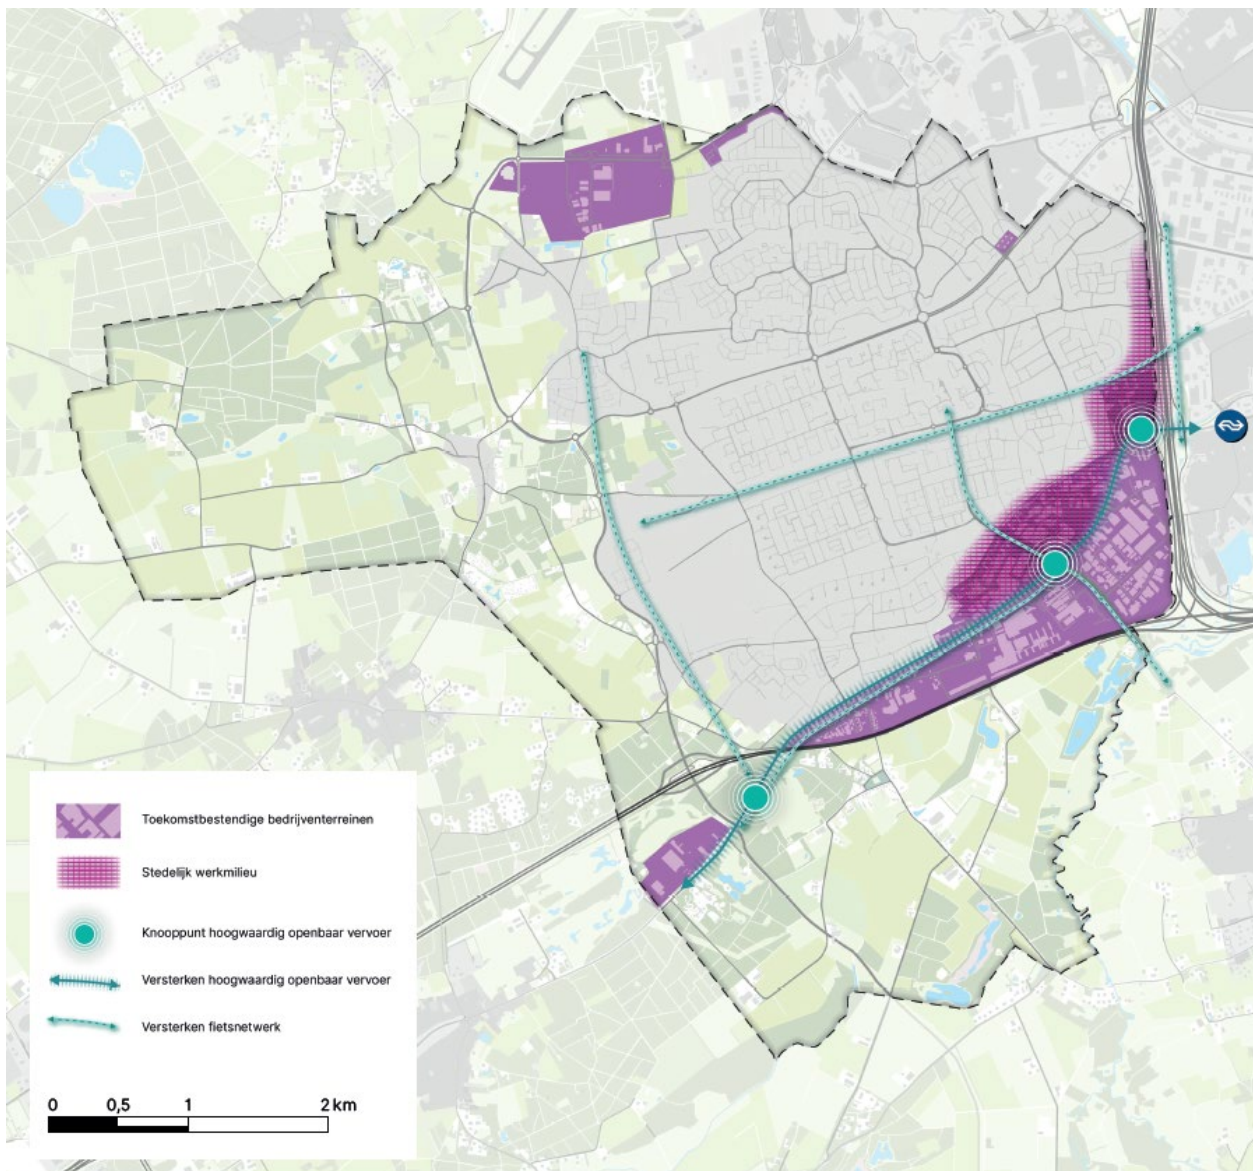 Toekomstbestendige bedrijventerreinen
Stedelijk werkmilieu
Knooppunt hoogwaardig openbaar vervoer
Versterken hoogwaardig openbaar vervoer
Versterken fietsnetwerk
0 0,5 1 2 km